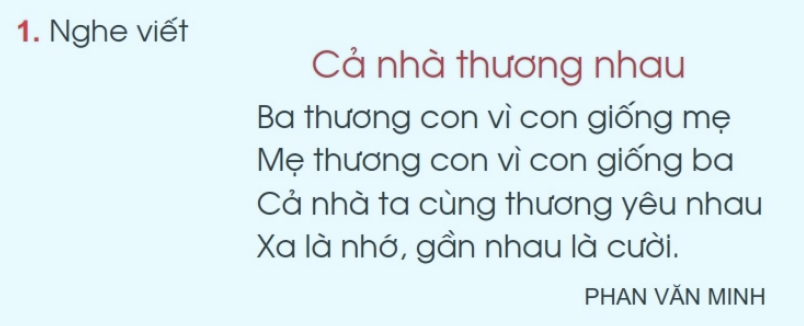 1. Nghe viết
Cả nhà thương nhau
Ba thương con vì con giống mẹ
Mẹ thương con vì con giống ba
Cả nhà ta cùng thương yêu nhau
Xa là nhớ, gần nhau là cười.
PHAN VĂN MINH